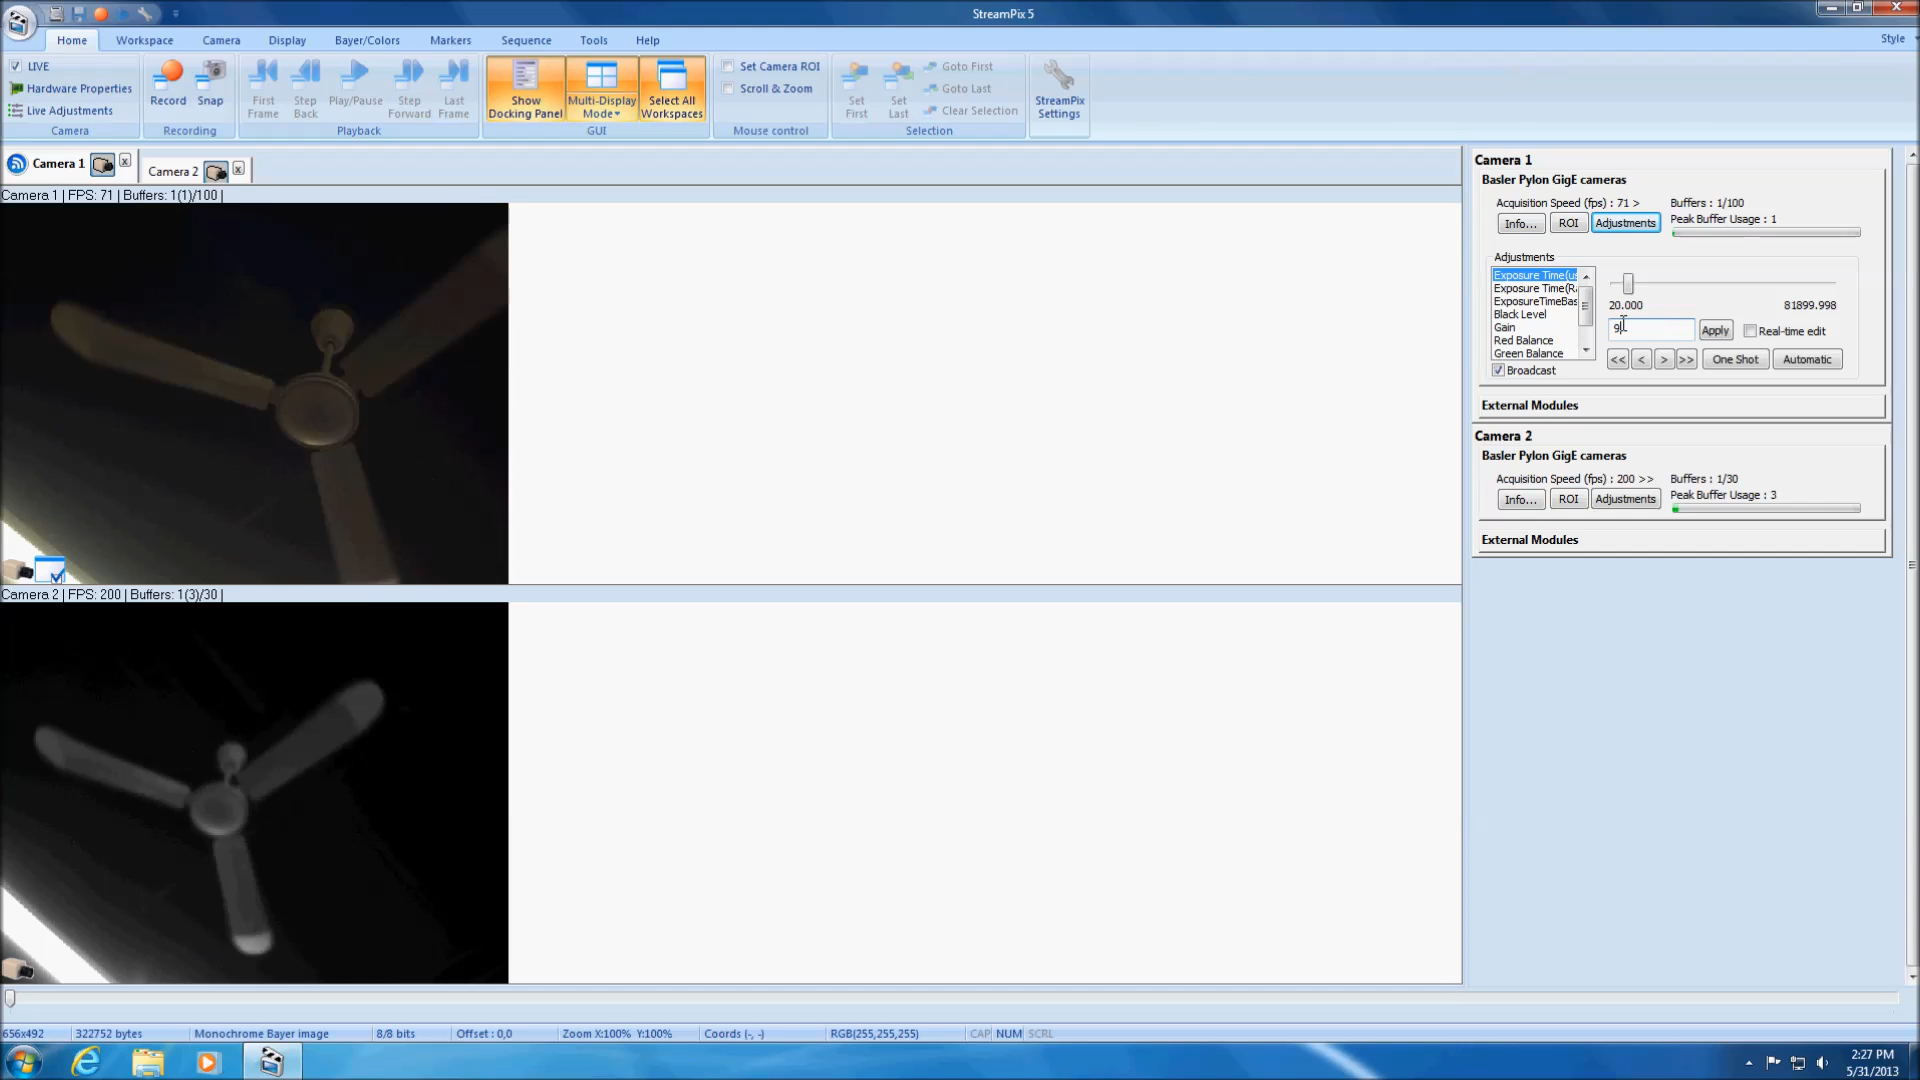 StreamPix 5
Home Workspace Camera Display Bayer/Colors Markers Sequence Tools Help Style
LIVE
Hardware Properties
Live Adjustments
Camera
Record Snap
Recording
First Frame
Step Back
Play/Pause
Step Forward
Last Frame
Playback
Show Docking Panel
Multi-Display Mode
Select All Workspaces
GUI
Set Camera ROI
Scroll & Zoom
Mouse control
Set First
Set Last
Goto First
Goto Last
Clear Selection
Selection
StreamPix Settings
Camera 1 x Camera 2 x
Camera 1 | FPS: 71 | Buffers: 1(1)/100 |
Camera 2 | FPS: 200 | Buffers: 1(3)/30 |
Camera 1
Basler Pylon GigE cameras
Acquisition Speed (fps) : 71 > Buffers : 1/100
Info... ROI Adjustments Peak Buffer Usage : 1
Adjustments
Exposure Time(us
Exposure Time(Ra
ExposureTimeBas
Black Level
Gain
Red Balance
Green Balance
Broadcast
20.000 81899.998
9 Apply Real-time edit
<< < > >> One Shot Automatic
External Modules
Camera 2
Basler Pylon GigE cameras
Acquisition Speed (fps) : 200 >> Buffers : 1/30
Info... ROI Adjustments Peak Buffer Usage : 3
External Modules
656x492 322752 bytes Monochrome Bayer image 8/8 bits Offset : 0,0 Zoom X:100% Y:100% Coords (-, -) RGB(255,255,255) CAP NUM SCRL
2:27 PM
5/31/2013